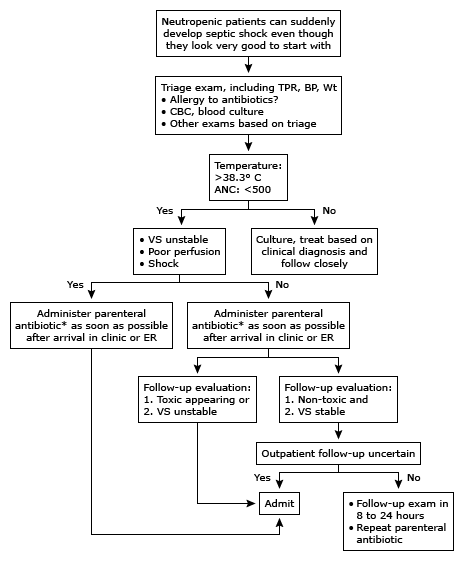 Neutropenic patients can suddenly
develop septic shock even though
they look very good to start with
Triage exam, including TPR, BP, Wt
• Allergy to antibiotics?
• CBC, blood culture
• Other exams based on triage
Temperature:
>38.3º C
ANC: <500
Yes
No
• VS unstable
• Poor perfusion
• Shock
Culture, treat based on
clinical diagnosis and
follow closely
Yes
No
Administer parenteral
antibiotic* as soon as possible
after arrival in clinic or ER
Administer parenteral
antibiotic* as soon as possible
after arrival in clinic or ER
Follow-up evaluation:
1. Toxic appearing or
2. VS unstable
Follow-up evaluation:
1. Non-toxic and
2. VS stable
Outpatient follow-up uncertain
Yes
No
Admit
• Follow-up exam in
8 to 24 hours
• Repeat parenteral
antibiotic